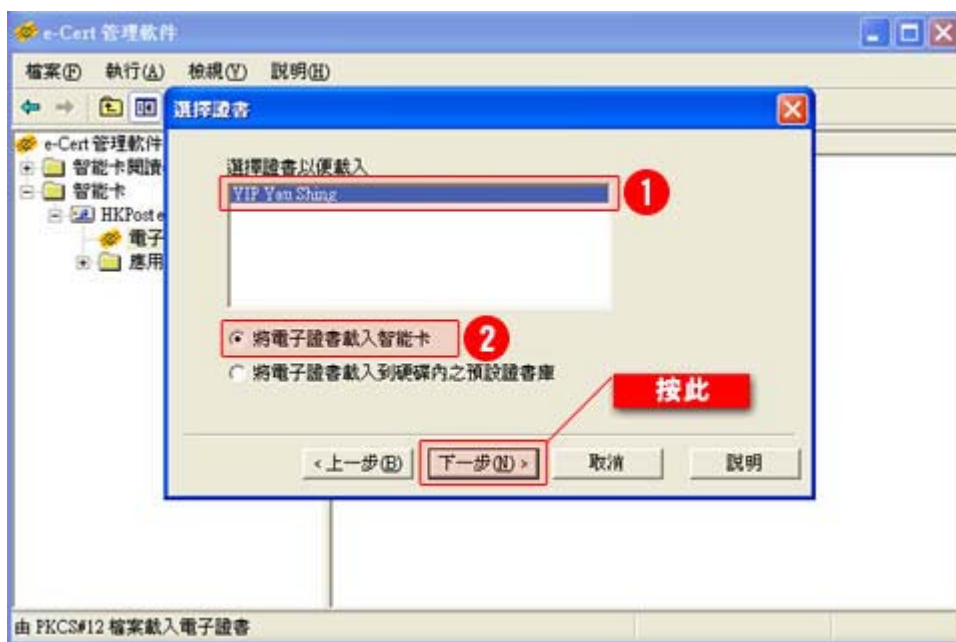 e-Cert 管理軟件
檔案(F) 執行(A) 檢視(Y) 説明(H)
選擇證書
e-Cert 管理軟件
智能卡閱讀
智能卡
HKPoste
電子
應用
選擇證書以便載入
YIP You Shing
1
將電子證書載入智能卡
2
將電子證書載入到硬碟內之預設證書庫
按此
<上一步(B)
下一步(N)>
取消
説明
由 PKCS#12 檔案載入電子證書